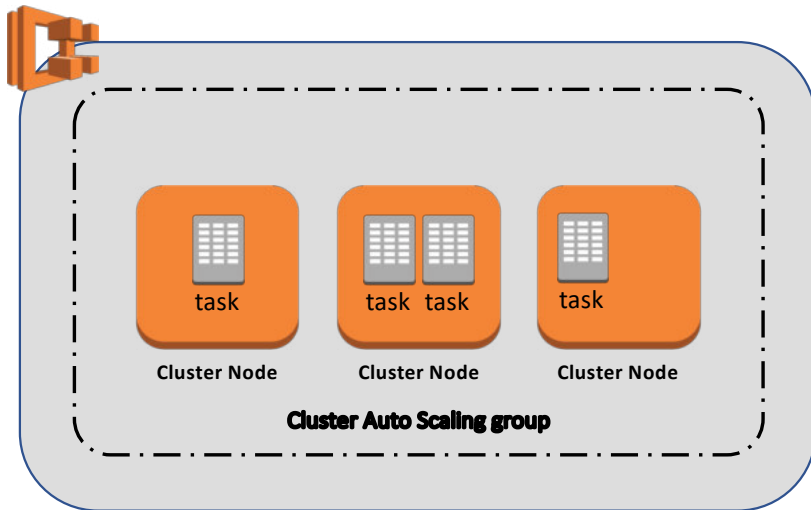 task
task task
task
Cluster Node
Cluster Node
Cluster Node
Cluster Auto Scaling group